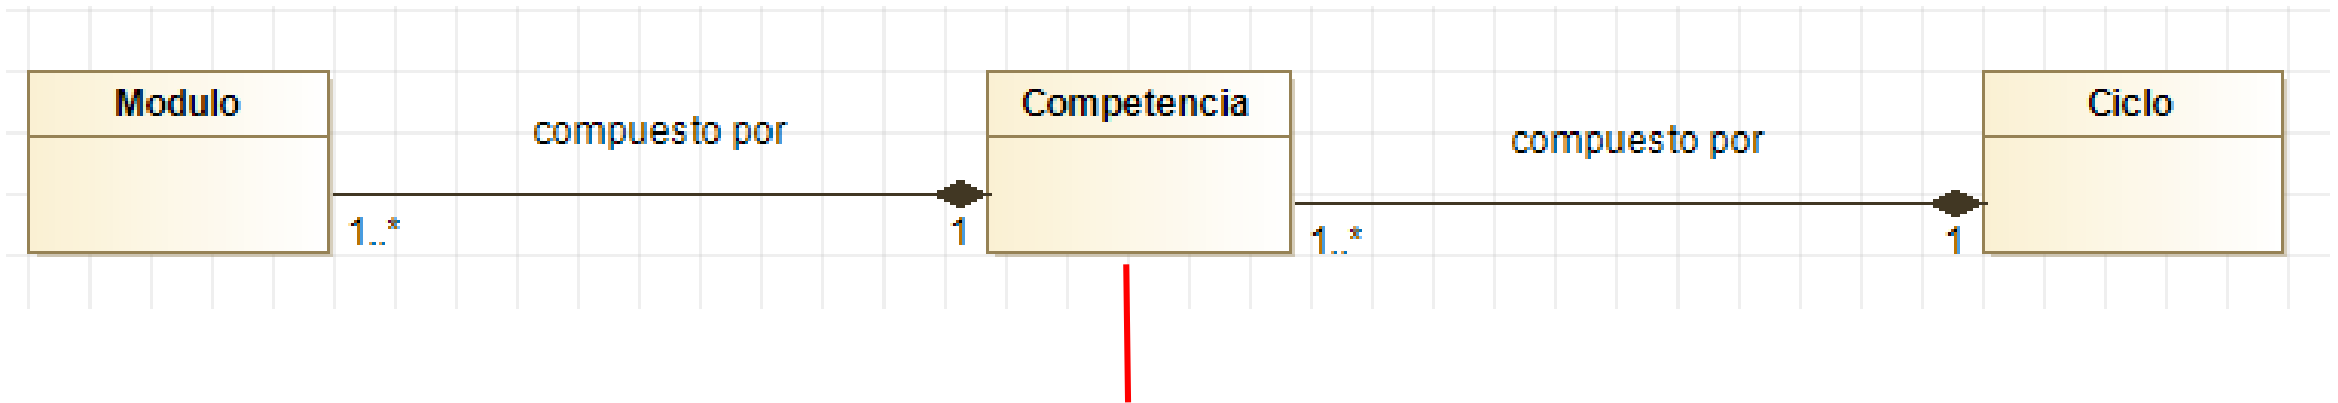 Modulo
compuesto por
Competencia
compuesto por
Ciclo
1..*
1
1..*
1